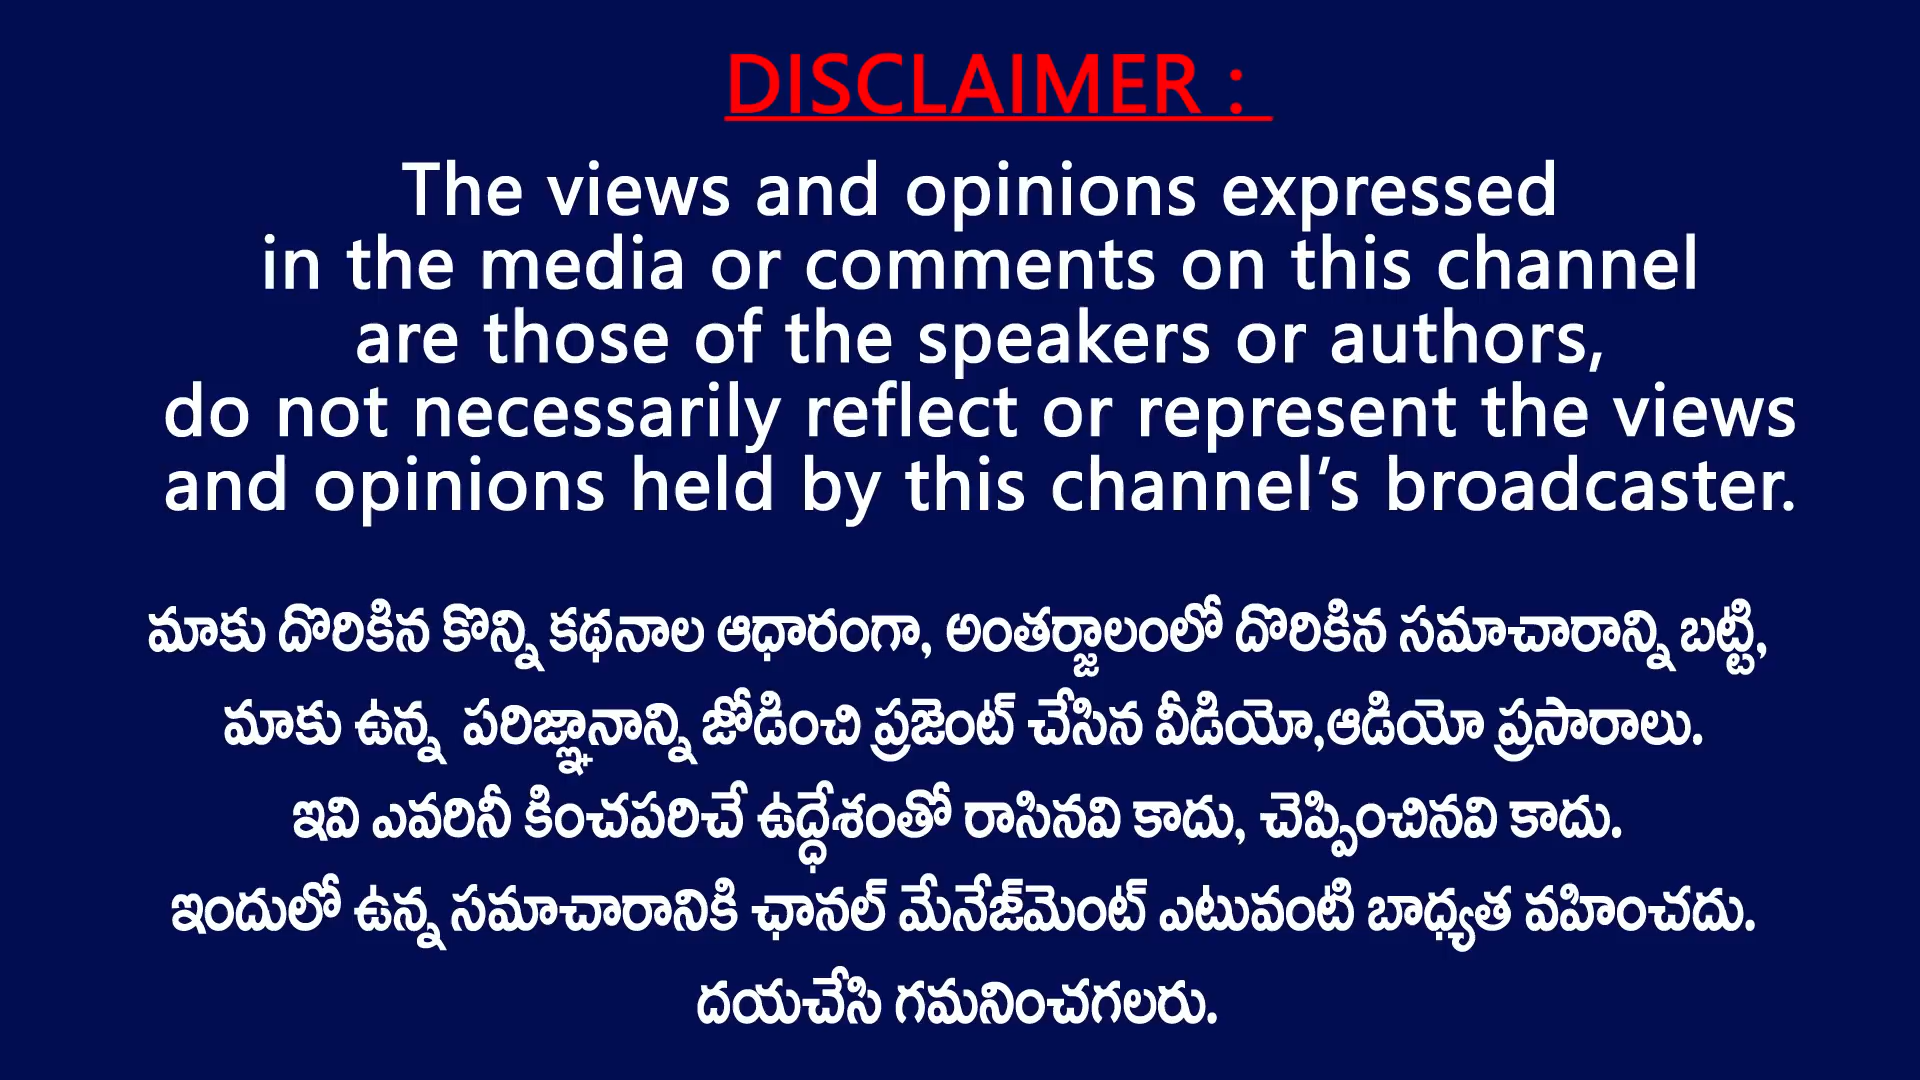 DISCLAIMER :
The views and opinions expressed
in the media or comments on this channel
are those of the speakers or authors,
do not necessarily reflect or represent the views
and opinions held by this channel’s broadcaster.
మాకు దొరికిన కొన్ని కథనాల ఆధారంగా, అంతర్జాలంలో దొరికిన సమాచారాన్ని బట్టి,
మాకు ఉన్న పరిజ్ఞానాన్ని జోడించి ప్రజెంట్ చేసిన వీడియో,ఆడియో ప్రసారాలు.
ఇవి ఎవరినీ కించపరిచే ఉద్ధేశంతో రాసినవి కాదు, చెప్పించినవి కాదు.
ఇందులో ఉన్న సమాచారానికి ఛానల్ మేనేజ్‌మెంట్ ఎటువంటి బాధ్యత వహించదు.
దయచేసి గమనించగలరు.